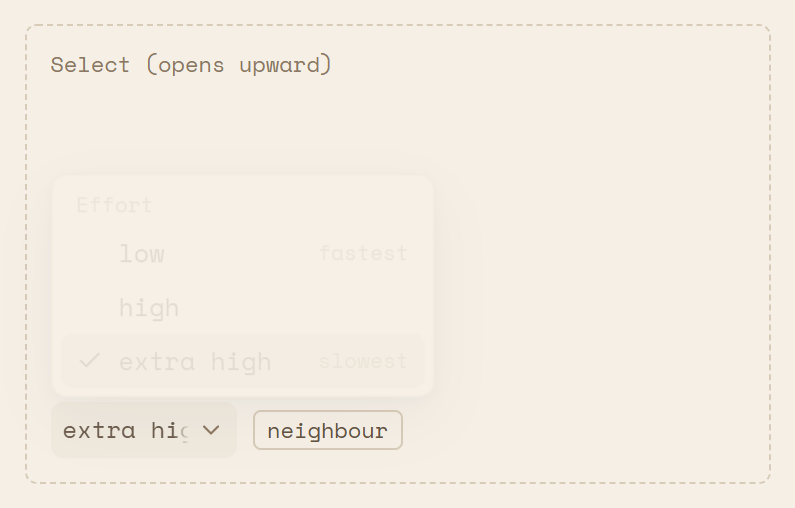 Select (opens upward)
Effort
low fastest
high
extra high slowest
extra hig neighbour